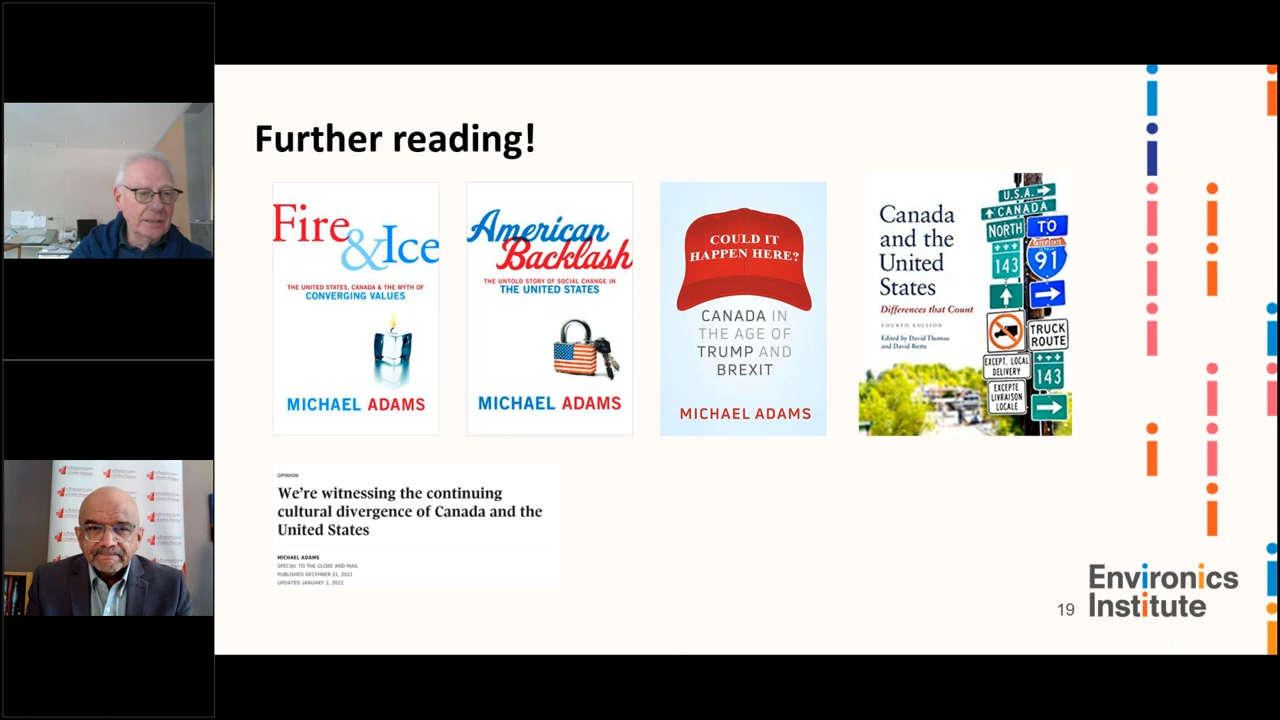 Further reading!
Fire
&Ice
THE UNITED STATES, CANADA & THE MYTH OF
CONVERGING VALUES
MICHAEL ADAMS
American
Backlash
THE UNTOLD STORY OF SOCIAL CHANGE IN
THE UNITED STATES
MICHAEL ADAMS
COULD IT
HAPPEN HERE?
CANADA IN
THE AGE OF
TRUMP AND
BREXIT
MICHAEL ADAMS
Canada
and the
United
States
Differences that Count
FOURTH EDITION
Edited by David Thomas
and David Biette
U.S.A.
CANADA
NORTH
TO
143
INTERSTATE
91
TRUCK
ROUTE
EXCEPT. LOCAL
DELIVERY
143
EXCEPTE
LIVRAISON
LOCALE
OPINION
We're witnessing the continuing
cultural divergence of Canada and the
United States
MICHAEL ADAMS
SPECIAL TO THE GLOBE AND MAIL
PUBLISHED DECEMBER 31, 2021
UPDATED JANUARY 2, 2022
19
Environics
Institute